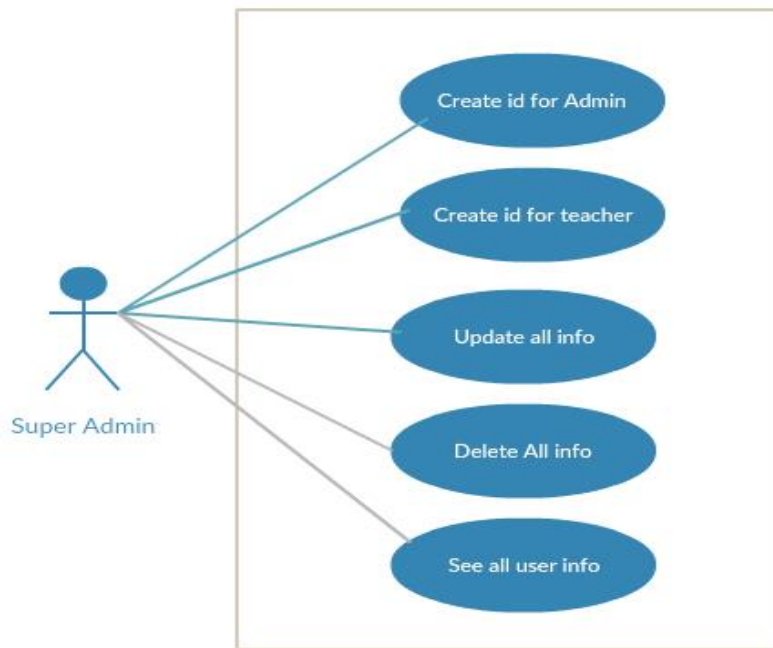 Create id for Admin
Create id for teacher
Update all info
Super Admin
Delete All info
See all user info